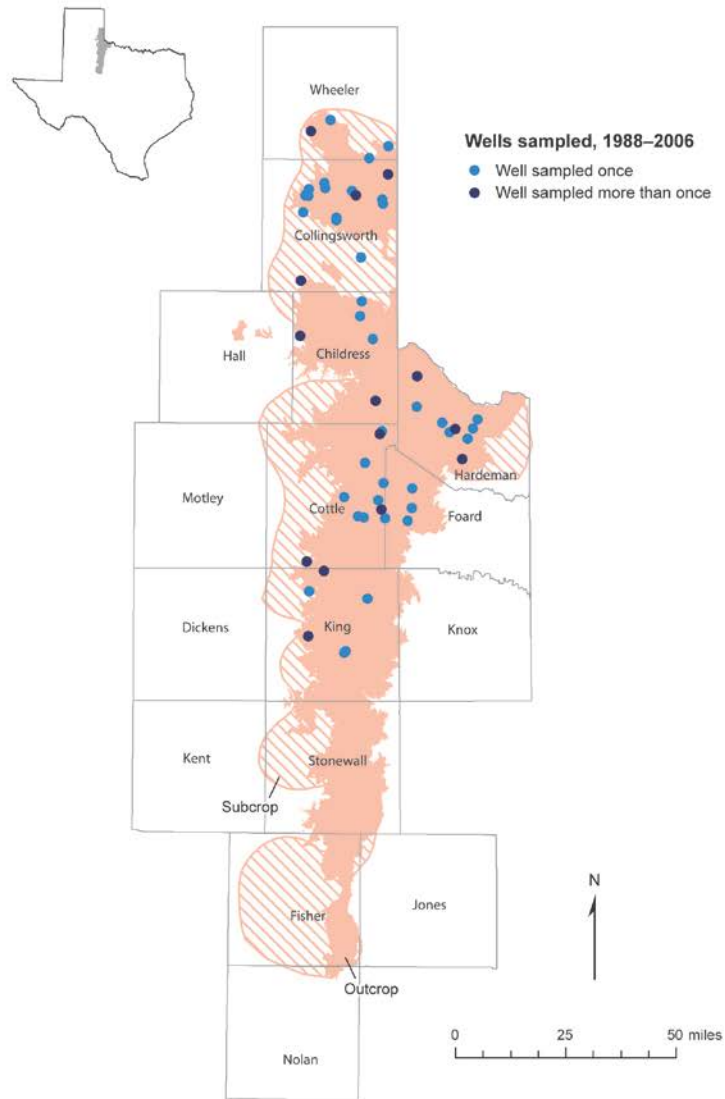 Wheeler
Wells sampled, 1988–2006
Well sampled once
Well sampled more than once
Collingsworth
Hall
Childress
Hardeman
Motley
Cottle
Foard
Dickens
King
Knox
Kent
Stonewall
Subcrop
N
Fisher
Jones
Outcrop
0 25 50 miles
Nolan